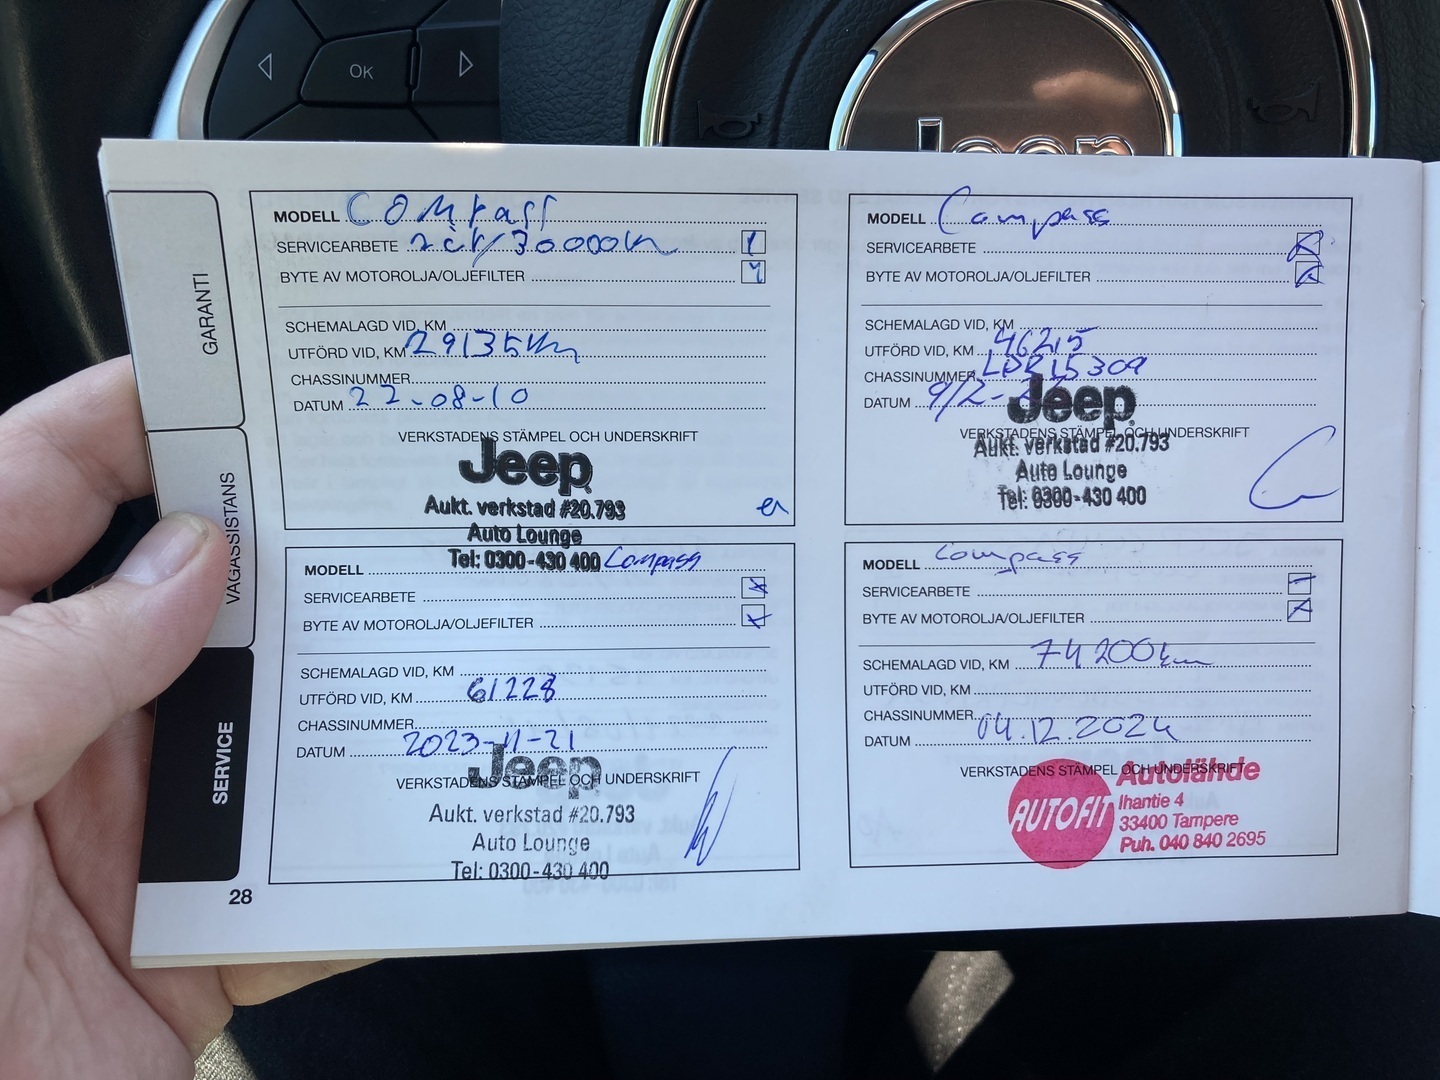 OK
Jeep
GARANTI
VÄGASSISTANS
SERVICE
MODELL Compass
SERVICEARBETE 2år/30000km
BYTE AV MOTOROLJA/OLJEFILTER
SCHEMALAGD VID, KM
UTFÖRD VID, KM 29135km
CHASSINUMMER
DATUM 22-08-10
VERKSTADENS STÄMPEL OCH UNDERSKRIFT
Jeep
Aukt. verkstad #20.793
Auto Lounge
Tel: 0300-430 400
MODELL Compass
SERVICEARBETE
BYTE AV MOTOROLJA/OLJEFILTER
SCHEMALAGD VID, KM
UTFÖRD VID, KM 46215
CHASSINUMMER LDR15309
DATUM 9/2-
VERKSTADENS STÄMPEL OCH UNDERSKRIFT
Jeep
Aukt. verkstad #20.793
Auto Lounge
Tel: 0300-430 400
MODELL Compass
SERVICEARBETE
BYTE AV MOTOROLJA/OLJEFILTER
SCHEMALAGD VID, KM
UTFÖRD VID, KM 61228
CHASSINUMMER
DATUM 2023-11-21
VERKSTADENS STÄMPEL OCH UNDERSKRIFT
Jeep
Aukt. verkstad #20.793
Auto Lounge
Tel: 0300-430 400
MODELL Compass
SERVICEARBETE
BYTE AV MOTOROLJA/OLJEFILTER
SCHEMALAGD VID, KM 74200km
UTFÖRD VID, KM
CHASSINUMMER
DATUM 04.12.2024
VERKSTADENS STÄMPEL OCH UNDERSKRIFT
AUTOFIT
Autolähde
Ihantie 4
33400 Tampere
Puh. 040 840 2695
28